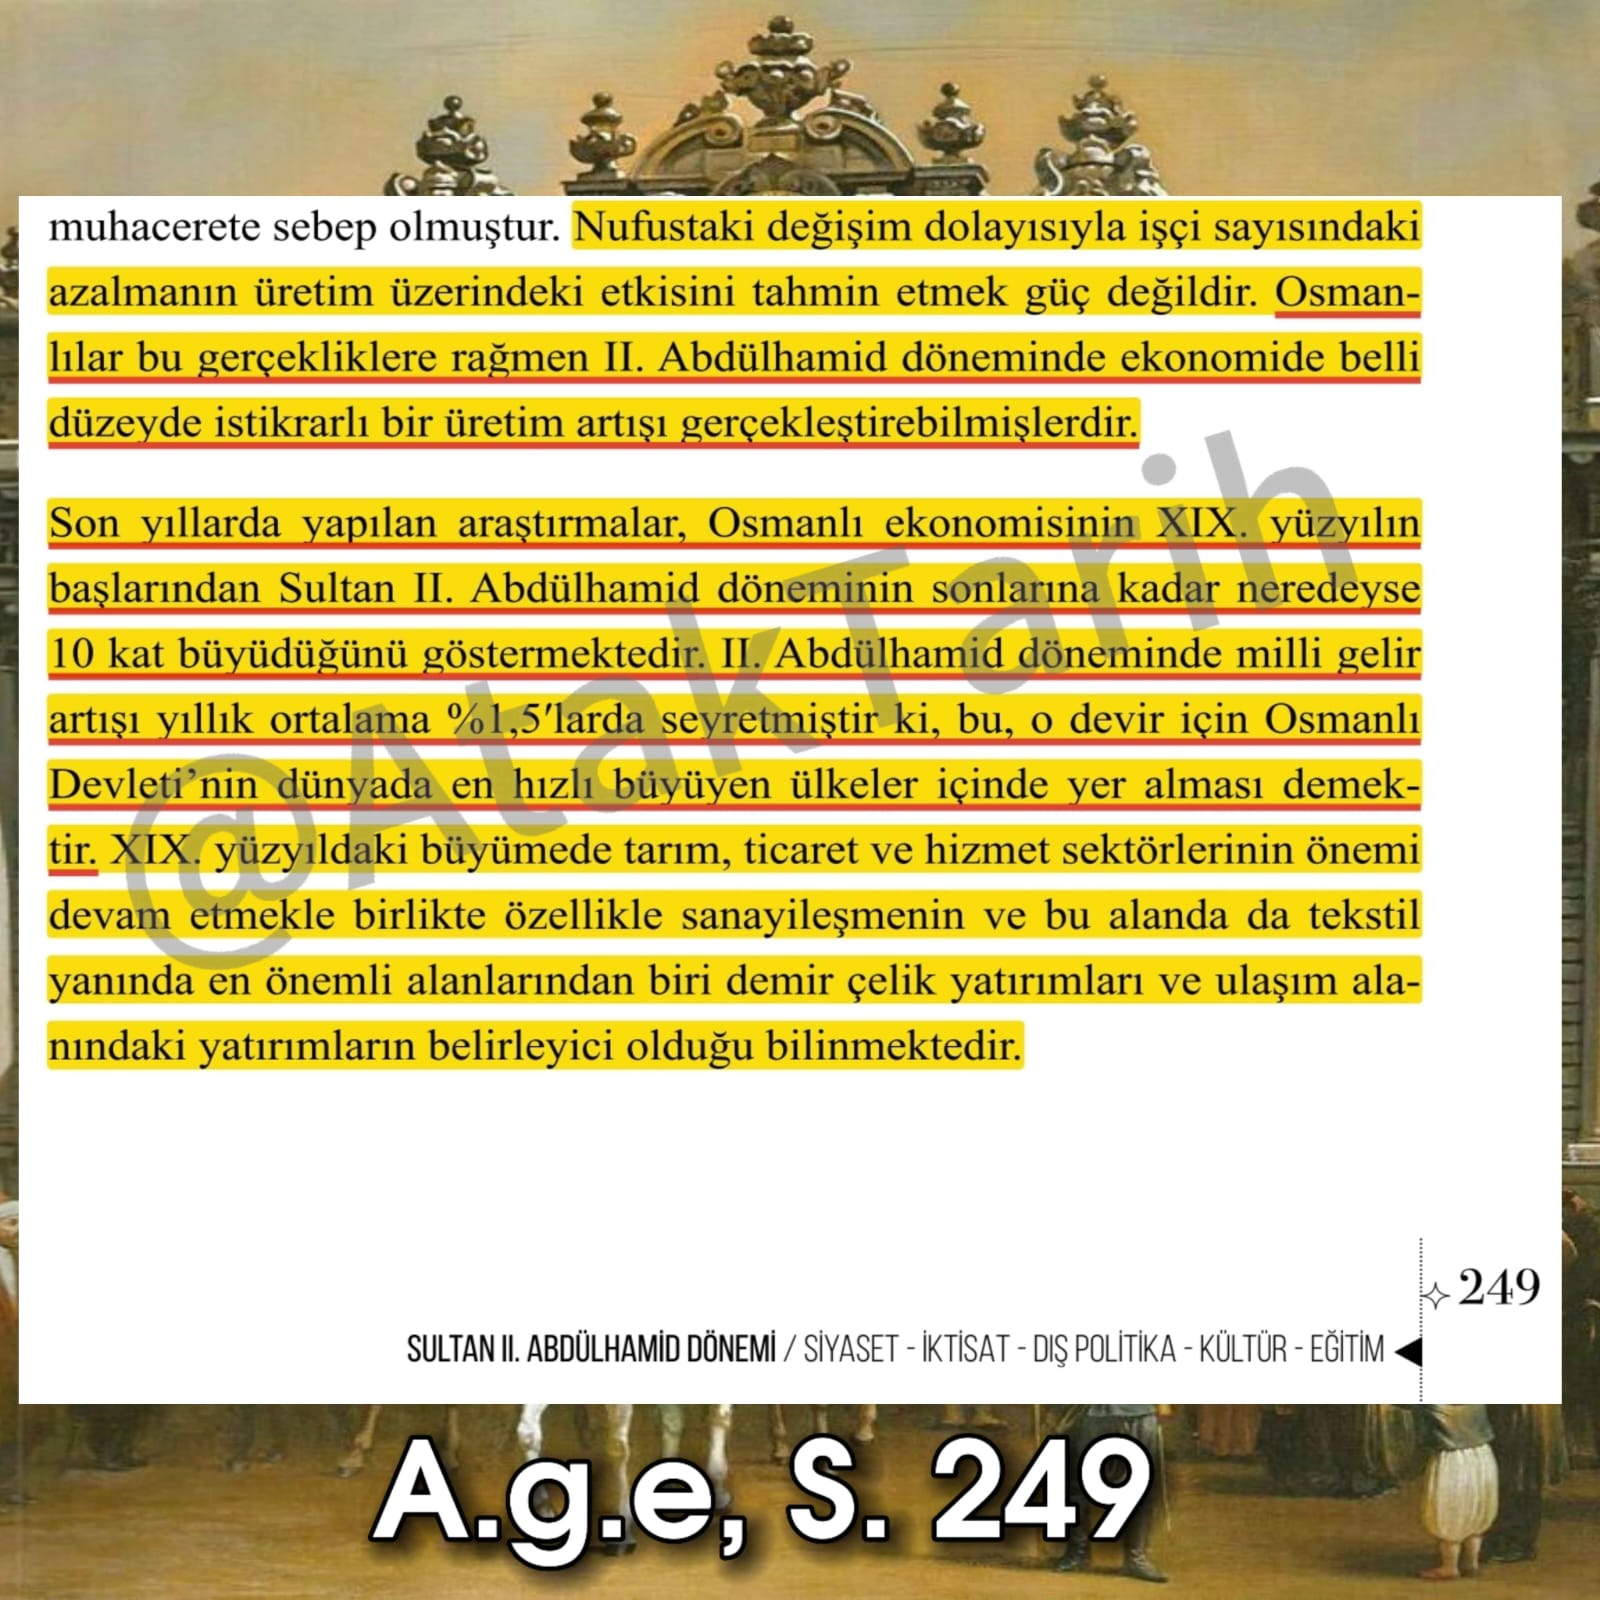 muhacerete sebep olmuştur. Nufustaki değişim dolayısıyla işçi sayısındaki
azalmanın üretim üzerindeki etkisini tahmin etmek güç değildir. Osman-
lılar bu gerçekliklere rağmen II. Abdülhamid döneminde ekonomide belli
düzeyde istikrarlı bir üretim artışı gerçekleştirebilmişlerdir.
Son yıllarda yapılan araştırmalar, Osmanlı ekonomisinin XIX. yüzyılın
başlarından Sultan II. Abdülhamid döneminin sonlarına kadar neredeyse
10 kat büyüdüğünü göstermektedir. II. Abdülhamid döneminde milli gelir
artışı yıllık ortalama %1,5'larda seyretmiştir ki, bu, o devir için Osmanlı
Devleti’nin dünyada en hızlı büyüyen ülkeler içinde yer alması demek-
tir. XIX. yüzyıldaki büyümede tarım, ticaret ve hizmet sektörlerinin önemi
devam etmekle birlikte özellikle sanayileşmenin ve bu alanda da tekstil
yanında en önemli alanlarından biri demir çelik yatırımları ve ulaşım ala-
nındaki yatırımların belirleyici olduğu bilinmektedir.
@AtakTarih
249
SULTAN II. ABDÜLHAMİD DÖNEMİ / SİYASET - İKTİSAT - DIŞ POLİTİKA - KÜLTÜR - EĞİTİM
A.g.e, S. 249